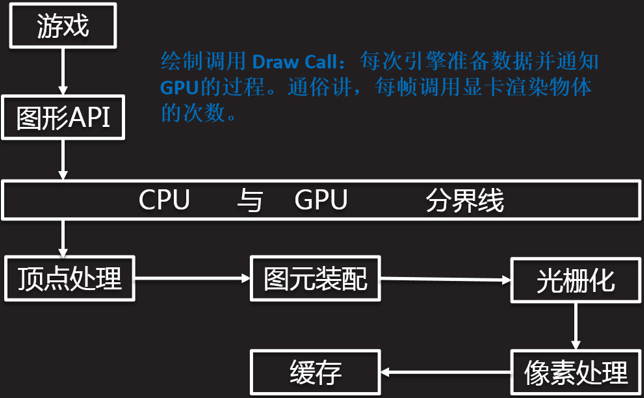 游戏
绘制调用 Draw Call：每次引擎准备数据并通知
GPU的过程。通俗讲，每帧调用显卡渲染物体
的次数。
图形API
CPU 与 GPU 分界线
顶点处理
图元装配
光栅化
缓存
像素处理